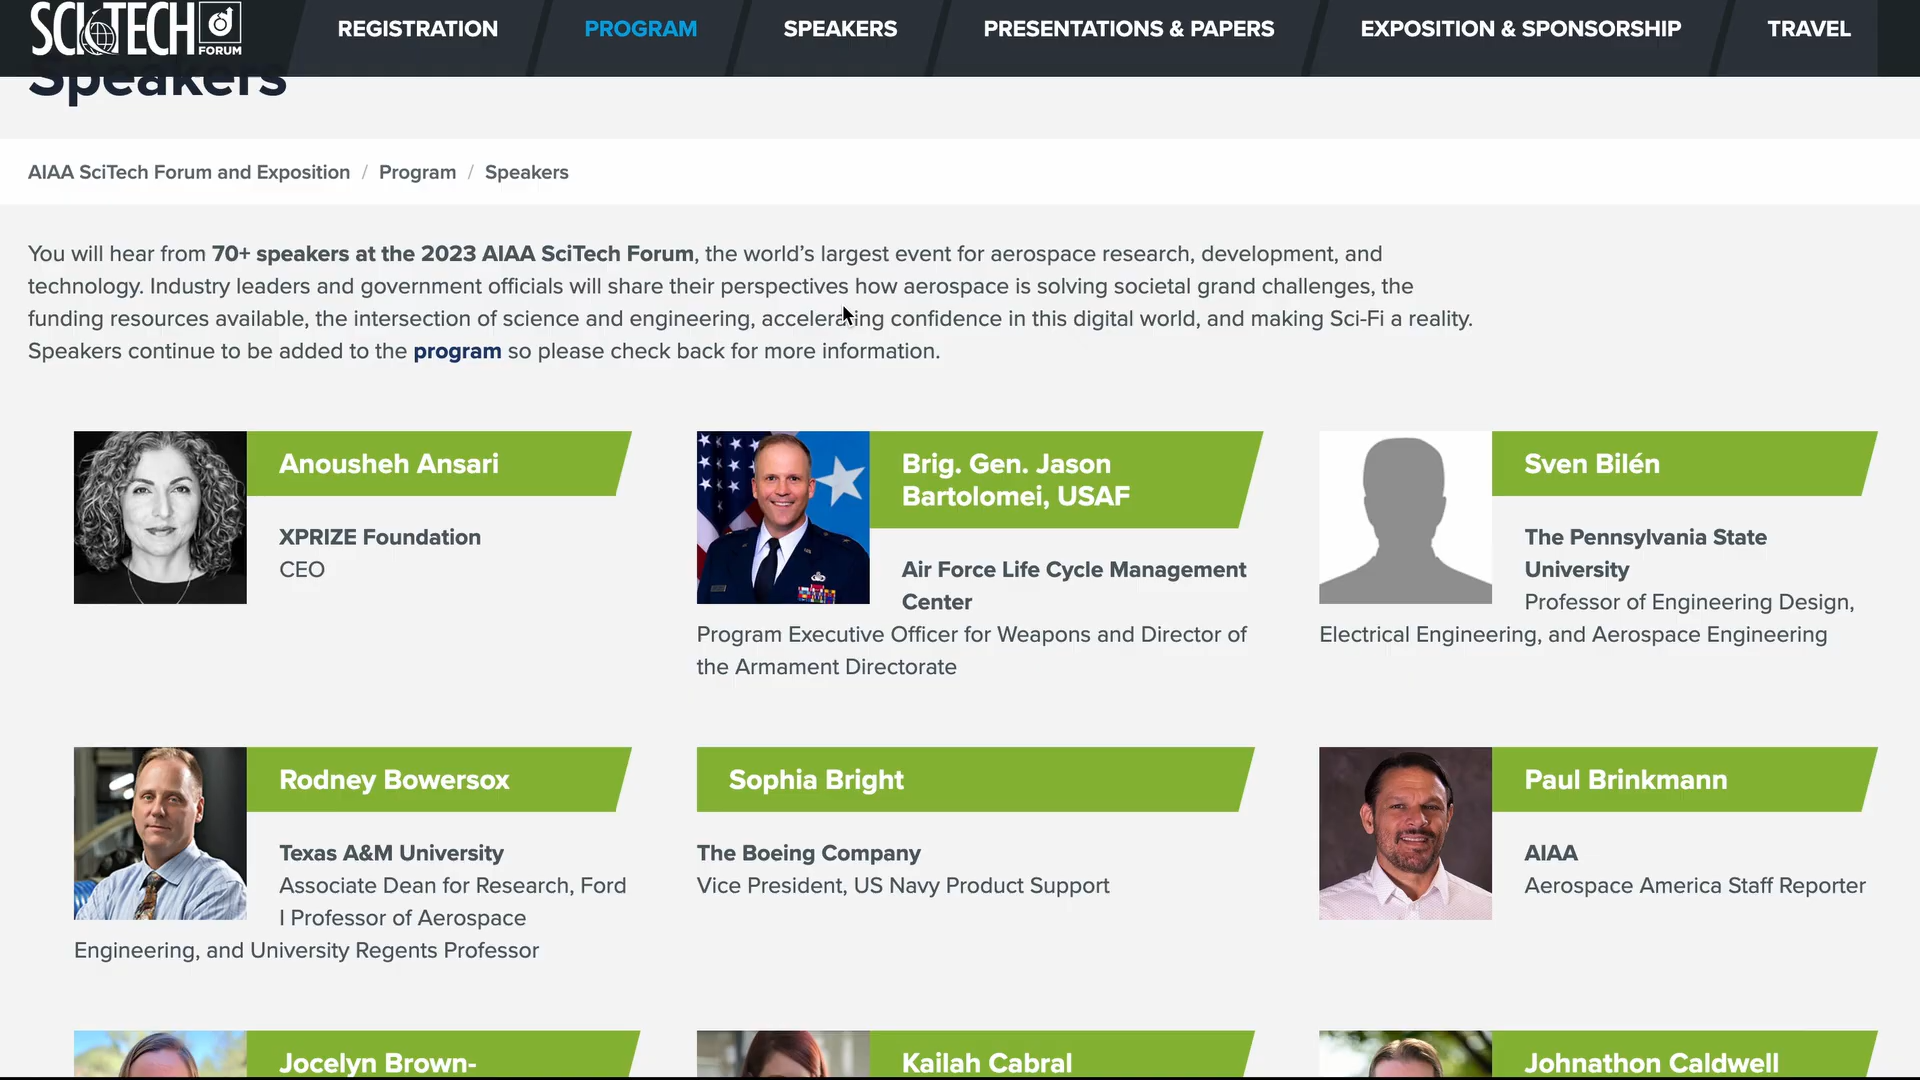 SCITECH
FORUM
REGISTRATION
PROGRAM
SPEAKERS
PRESENTATIONS & PAPERS
EXPOSITION & SPONSORSHIP
TRAVEL
Speakers
AIAA SciTech Forum and Exposition / Program / Speakers
You will hear from 70+ speakers at the 2023 AIAA SciTech Forum, the world’s largest event for aerospace research, development, and
technology. Industry leaders and government officials will share their perspectives how aerospace is solving societal grand challenges, the
funding resources available, the intersection of science and engineering, accelerating confidence in this digital world, and making Sci-Fi a reality.
Speakers continue to be added to the program so please check back for more information.
Anousheh Ansari
XPRIZE Foundation
CEO
Brig. Gen. Jason
Bartolomei, USAF
Air Force Life Cycle Management
Center
Program Executive Officer for Weapons and Director of
the Armament Directorate
Sven Bilén
The Pennsylvania State
University
Professor of Engineering Design,
Electrical Engineering, and Aerospace Engineering
Rodney Bowersox
Texas A&M University
Associate Dean for Research, Ford
I Professor of Aerospace
Engineering, and University Regents Professor
Sophia Bright
The Boeing Company
Vice President, US Navy Product Support
Paul Brinkmann
AIAA
Aerospace America Staff Reporter
Jocelyn Brown-
Kailah Cabral
Johnathon Caldwell